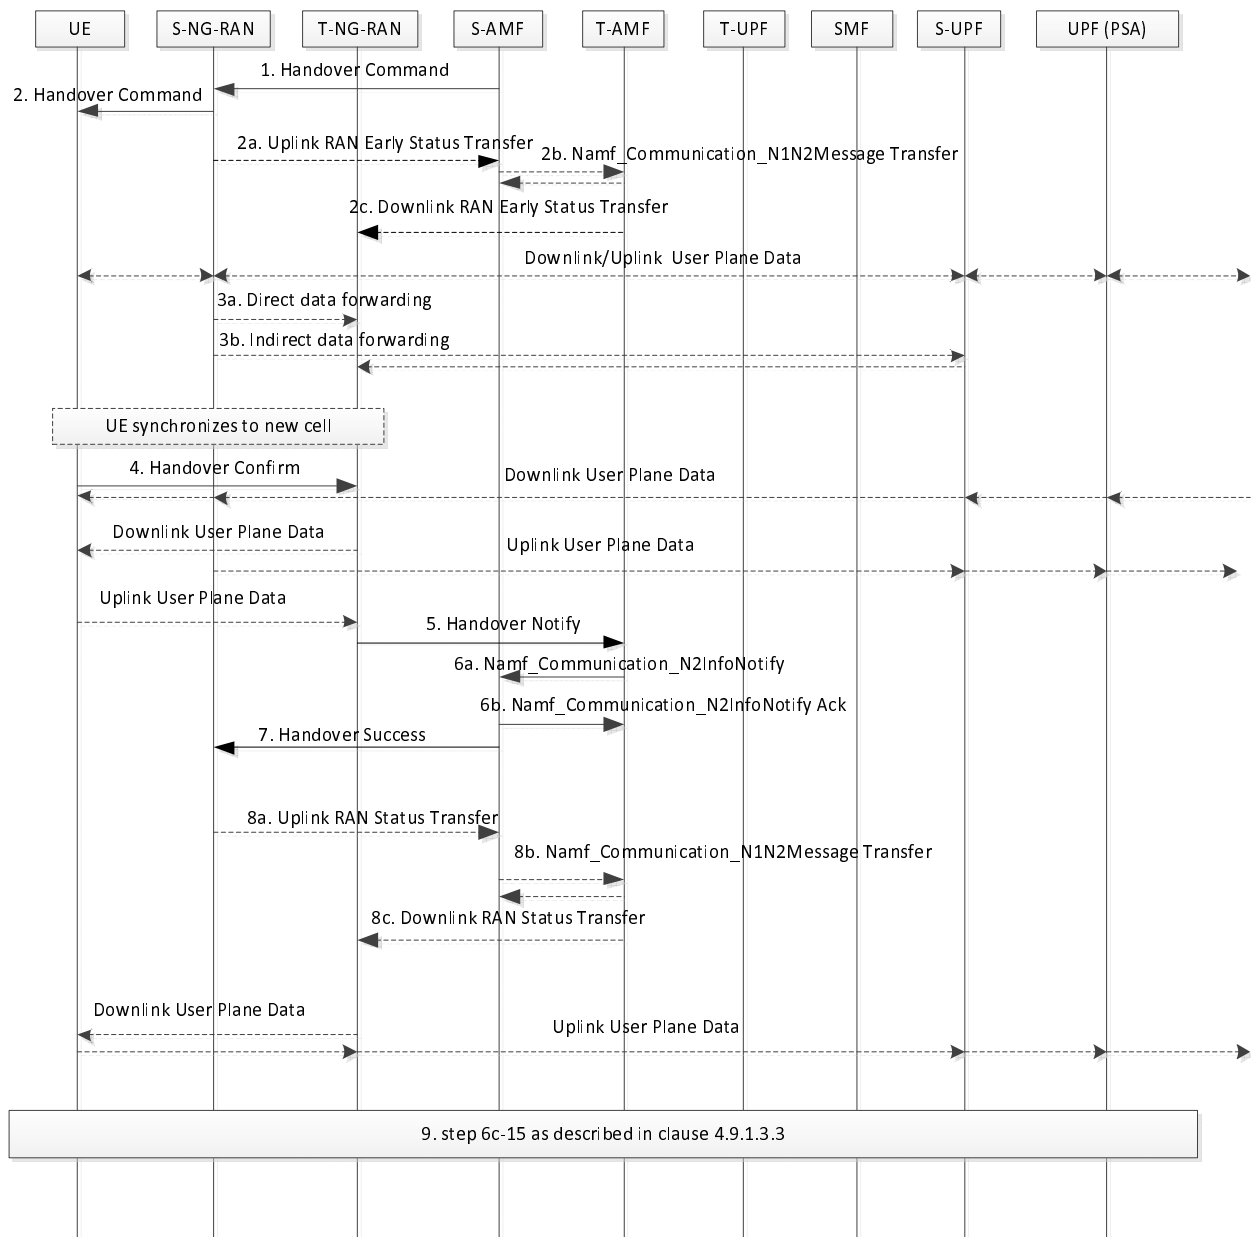 UE
S-NG-RAN
T-NG-RAN
S-AMF
T-AMF
T-UPF
SMF
S-UPF
UPF (PSA)
1. Handover Command
2. Handover Command
2a. Uplink RAN Early Status Transfer
2b. Namf_Communication_N1N2Message Transfer
2c. Downlink RAN Early Status Transfer
Downlink/Uplink User Plane Data
3a. Direct data forwarding
3b. Indirect data forwarding
UE synchronizes to new cell
4. Handover Confirm
Downlink User Plane Data
Downlink User Plane Data
Uplink User Plane Data
Uplink User Plane Data
5. Handover Notify
6a. Namf_Communication_N2InfoNotify
6b. Namf_Communication_N2InfoNotify Ack
7. Handover Success
8a. Uplink RAN Status Transfer
8b. Namf_Communication_N1N2Message Transfer
8c. Downlink RAN Status Transfer
Downlink User Plane Data
Uplink User Plane Data
9. step 6c-15 as described in clause 4.9.1.3.3